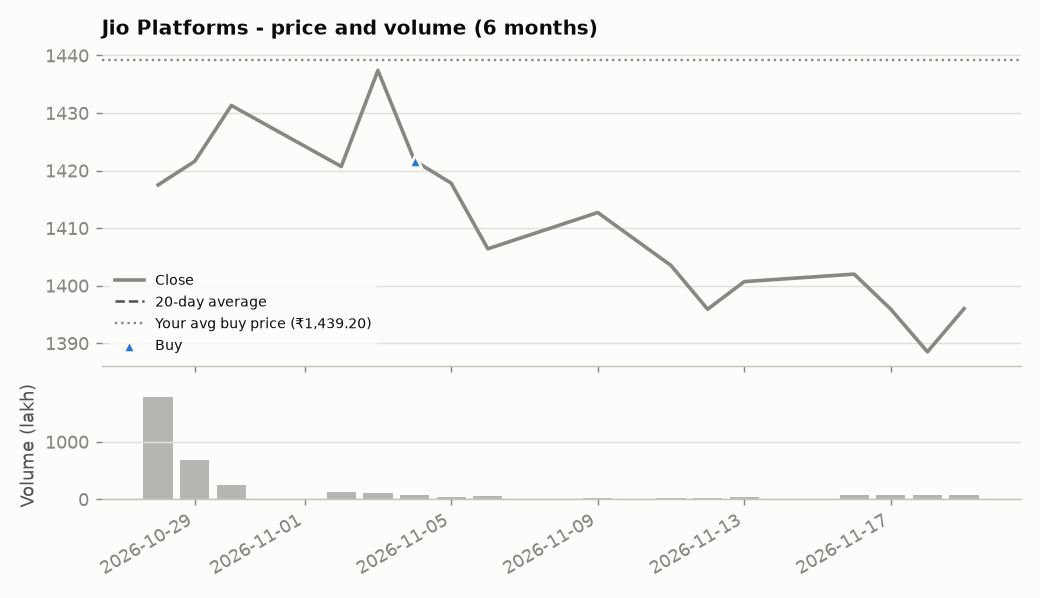 Jio Platforms - price and volume (6 months)
1440
1430
1420
1410
1400
1390
Close
20-day average
Your avg buy price (₹1,439.20)
Buy
Volume (lakh)
1000
0
2026-10-29
2026-11-01
2026-11-05
2026-11-09
2026-11-13
2026-11-17